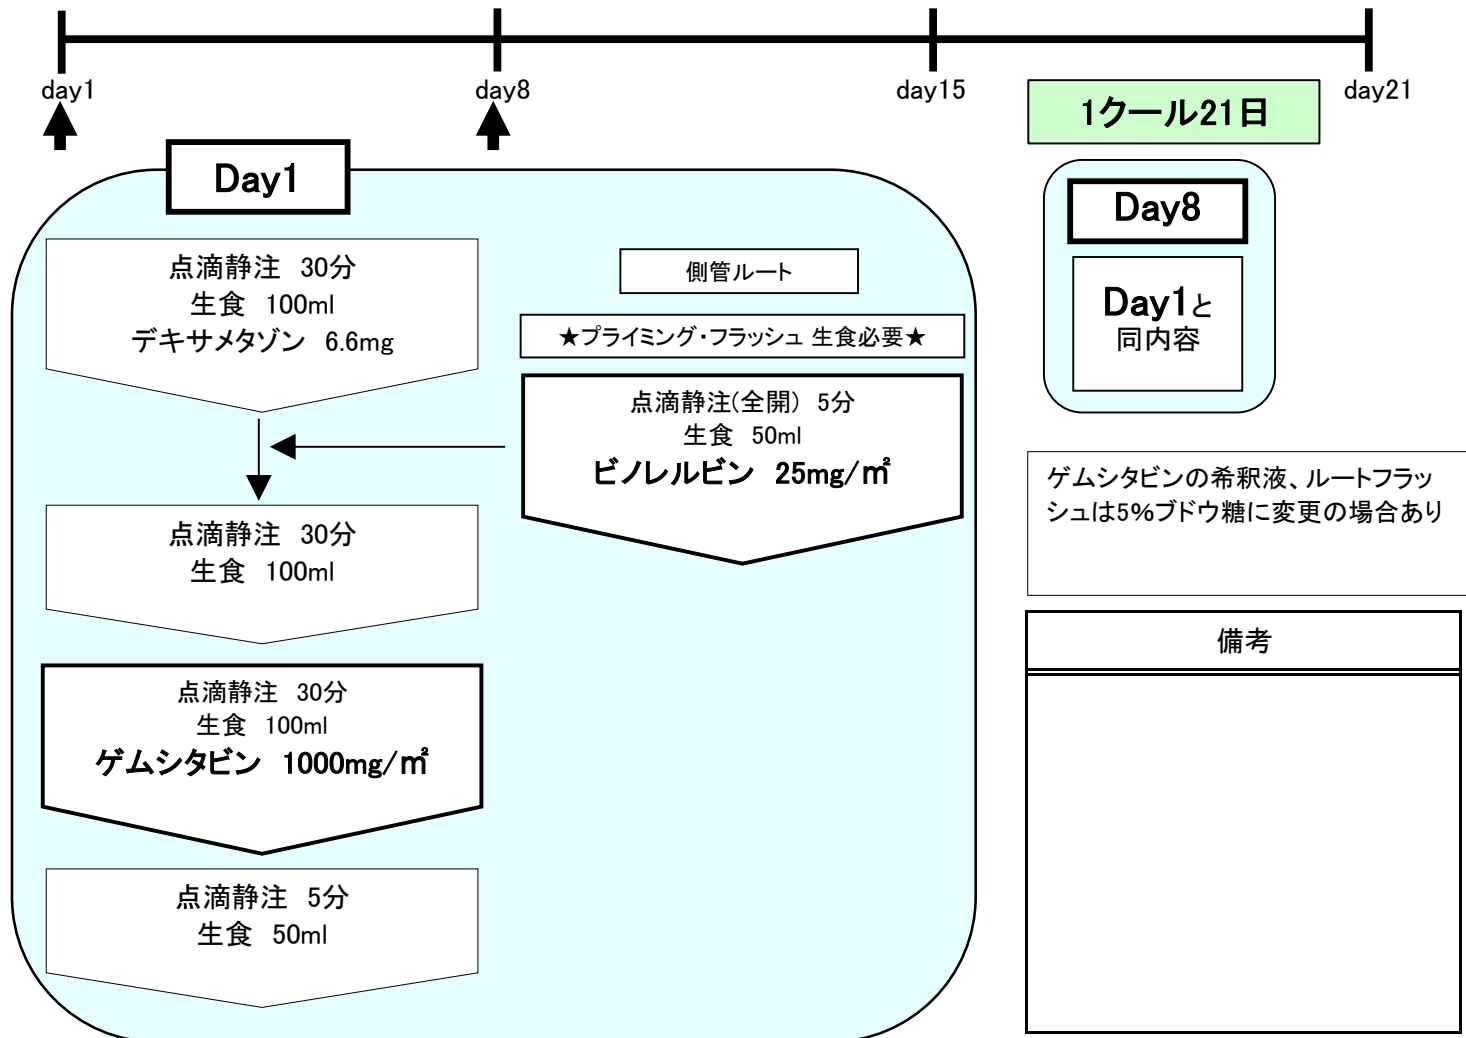 day1
day8
day15
day21
1クール21日
Day1
点滴静注 30分
生食 100ml
デキサメタゾン 6.6mg
側管ルート
★プライミング・フラッシュ 生食必要★
点滴静注(全開) 5分
生食 50ml
ビノレルビン 25mg/㎡
点滴静注 30分
生食 100ml
点滴静注 30分
生食 100ml
ゲムシタビン 1000mg/㎡
点滴静注 5分
生食 50ml
Day8
Day1と
同内容
ゲムシタビンの希釈液、ルートフラッ
シュは5%ブドウ糖に変更の場合あり
備考